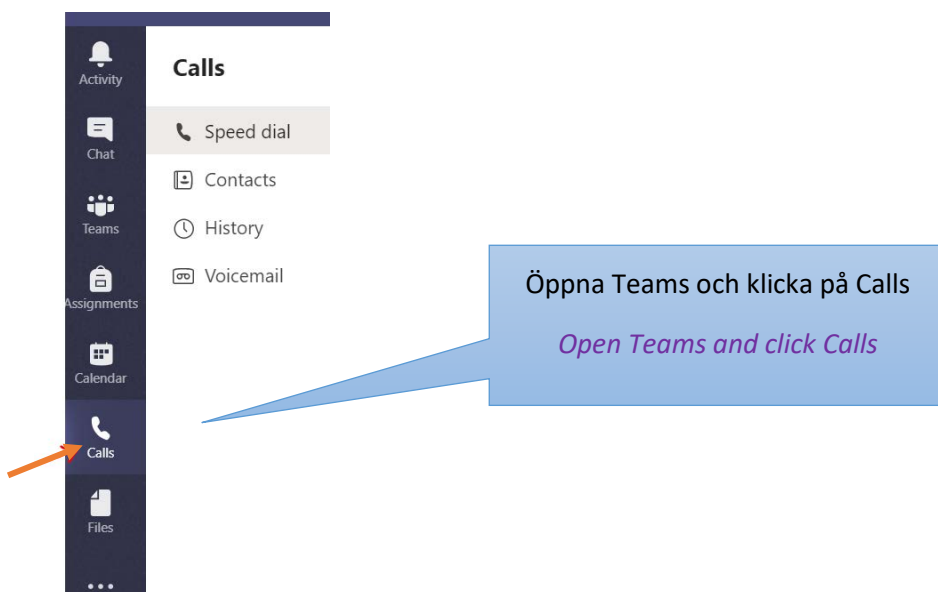 Activity
Chat
Teams
Assignments
Calendar
Calls
Files
Calls
Speed dial
Contacts
History
Voicemail
Öppna Teams och klicka på Calls
Open Teams and click Calls